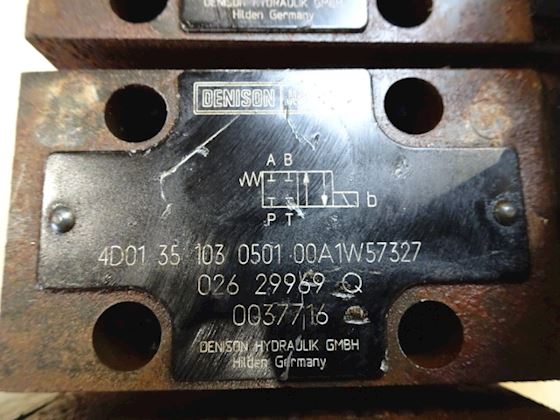 DENISON HYDRAULIK GMBH
Hilden Germany
DENISON
A B
b
P T
4D01 35 103 0501 00A1W57327
026 29969 Q
0037716
DENISON HYDRAULIK GMBH
Hilden Germany